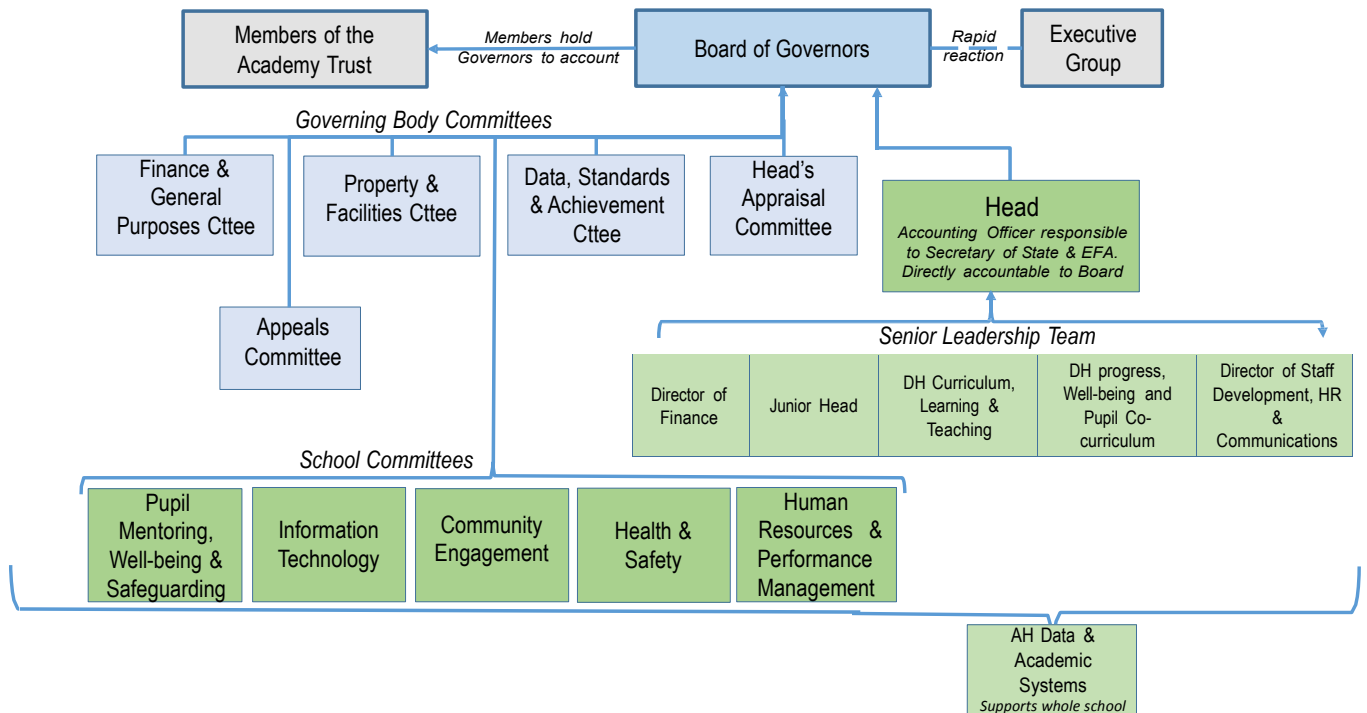 Members of the
Academy Trust
Members hold
Governors to account
Board of Governors
Rapid
reaction
Executive
Group
Governing Body Committees
Finance &
General
Purposes Cttee
Property &
Facilities Cttee
Data, Standards
& Achievement
Cttee
Head's
Appraisal
Committee
Head
Accounting Officer responsible
to Secretary of State & EFA.
Directly accountable to Board
Appeals
Committee
Senior Leadership Team
Director of
Finance
Junior Head
DH Curriculum,
Learning &
Teaching
DH progress,
Well-being and
Pupil Co-
curriculum
Director of Staff
Development, HR
&
Communications
School Committees
Pupil
Mentoring,
Well-being &
Safeguarding
Information
Technology
Community
Engagement
Health &
Safety
Human
Resources &
Performance
Management
AH Data &
Academic
Systems
Supports whole school